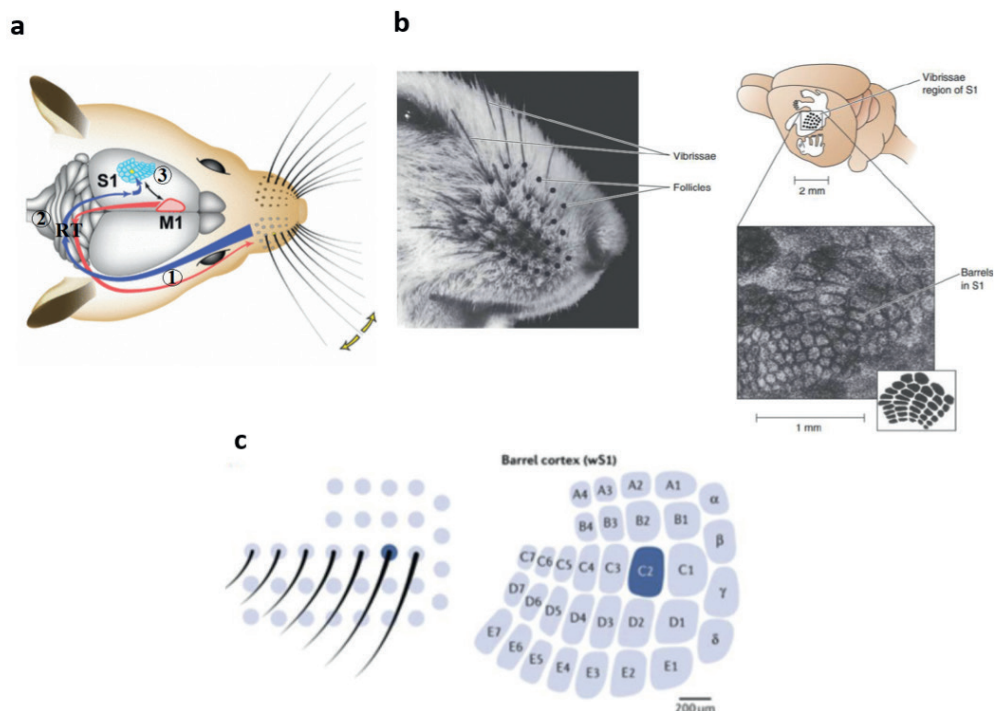 a
S1
③
②
RT
M1
①
b
Vibrissae
Follicles
Vibrissae
region of S1
2 mm
Barrels
in S1
1 mm
c
Barrel cortex (wS1)
A4 A3 A2 A1 α
B4 B3 B2 B1 β
C7 C6 C5 C4 C3 C2 C1 γ
D7 D6 D5 D4 D3 D2 D1 δ
E7 E6 E5 E4 E3 E2 E1
200 μm